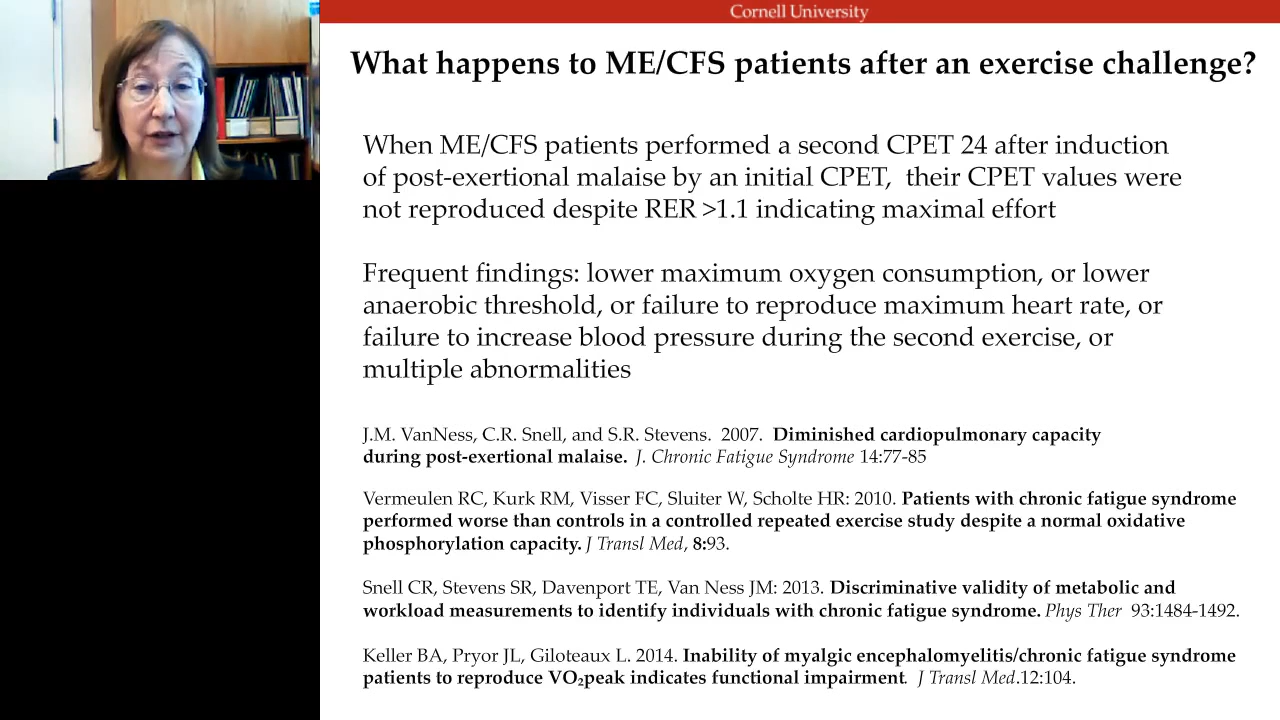 Cornell University
What happens to ME/CFS patients after an exercise challenge?
When ME/CFS patients performed a second CPET 24 after induction
of post-exertional malaise by an initial CPET,  their CPET values were
not reproduced despite RER >1.1 indicating maximal effort
Frequent findings: lower maximum oxygen consumption, or lower
anaerobic threshold, or failure to reproduce maximum heart rate, or
failure to increase blood pressure during the second exercise, or
multiple abnormalities
J.M. VanNess, C.R. Snell, and S.R. Stevens.  2007.  Diminished cardiopulmonary capacity
during post-exertional malaise.  J. Chronic Fatigue Syndrome 14:77-85
Vermeulen RC, Kurk RM, Visser FC, Sluiter W, Scholte HR: 2010. Patients with chronic fatigue syndrome
performed worse than controls in a controlled repeated exercise study despite a normal oxidative
phosphorylation capacity. J Transl Med, 8:93.
Snell CR, Stevens SR, Davenport TE, Van Ness JM: 2013. Discriminative validity of metabolic and
workload measurements to identify individuals with chronic fatigue syndrome. Phys Ther  93:1484-1492.
Keller BA, Pryor JL, Giloteaux L. 2014. Inability of myalgic encephalomyelitis/chronic fatigue syndrome
patients to reproduce VO₂peak indicates functional impairment.  J Transl Med.12:104.